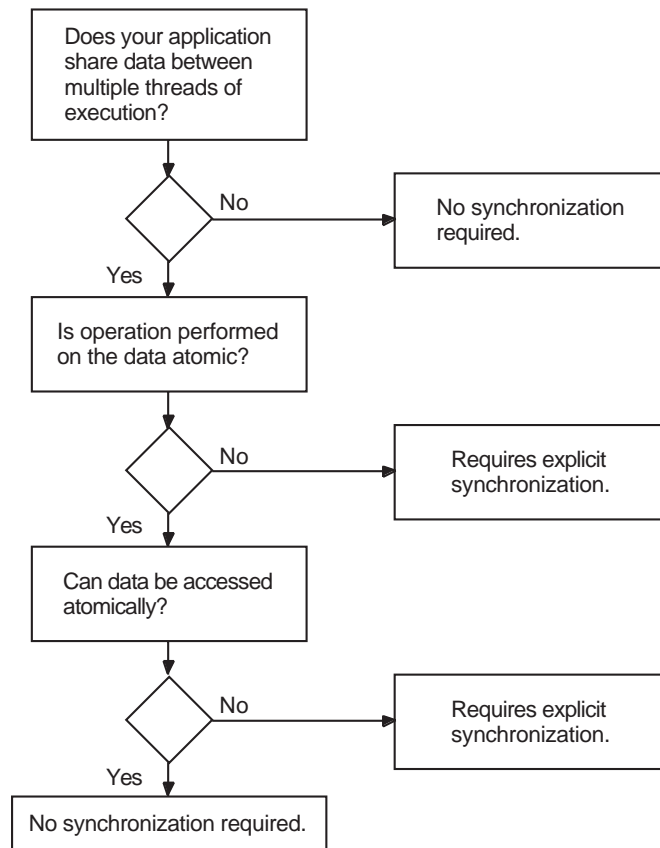 Does your application
share data between
multiple threads of
execution?
No
No synchronization
required.
Yes
Is operation performed
on the data atomic?
No
Requires explicit
synchronization.
Yes
Can data be accessed
atomically?
No
Requires explicit
synchronization.
Yes
No synchronization required.